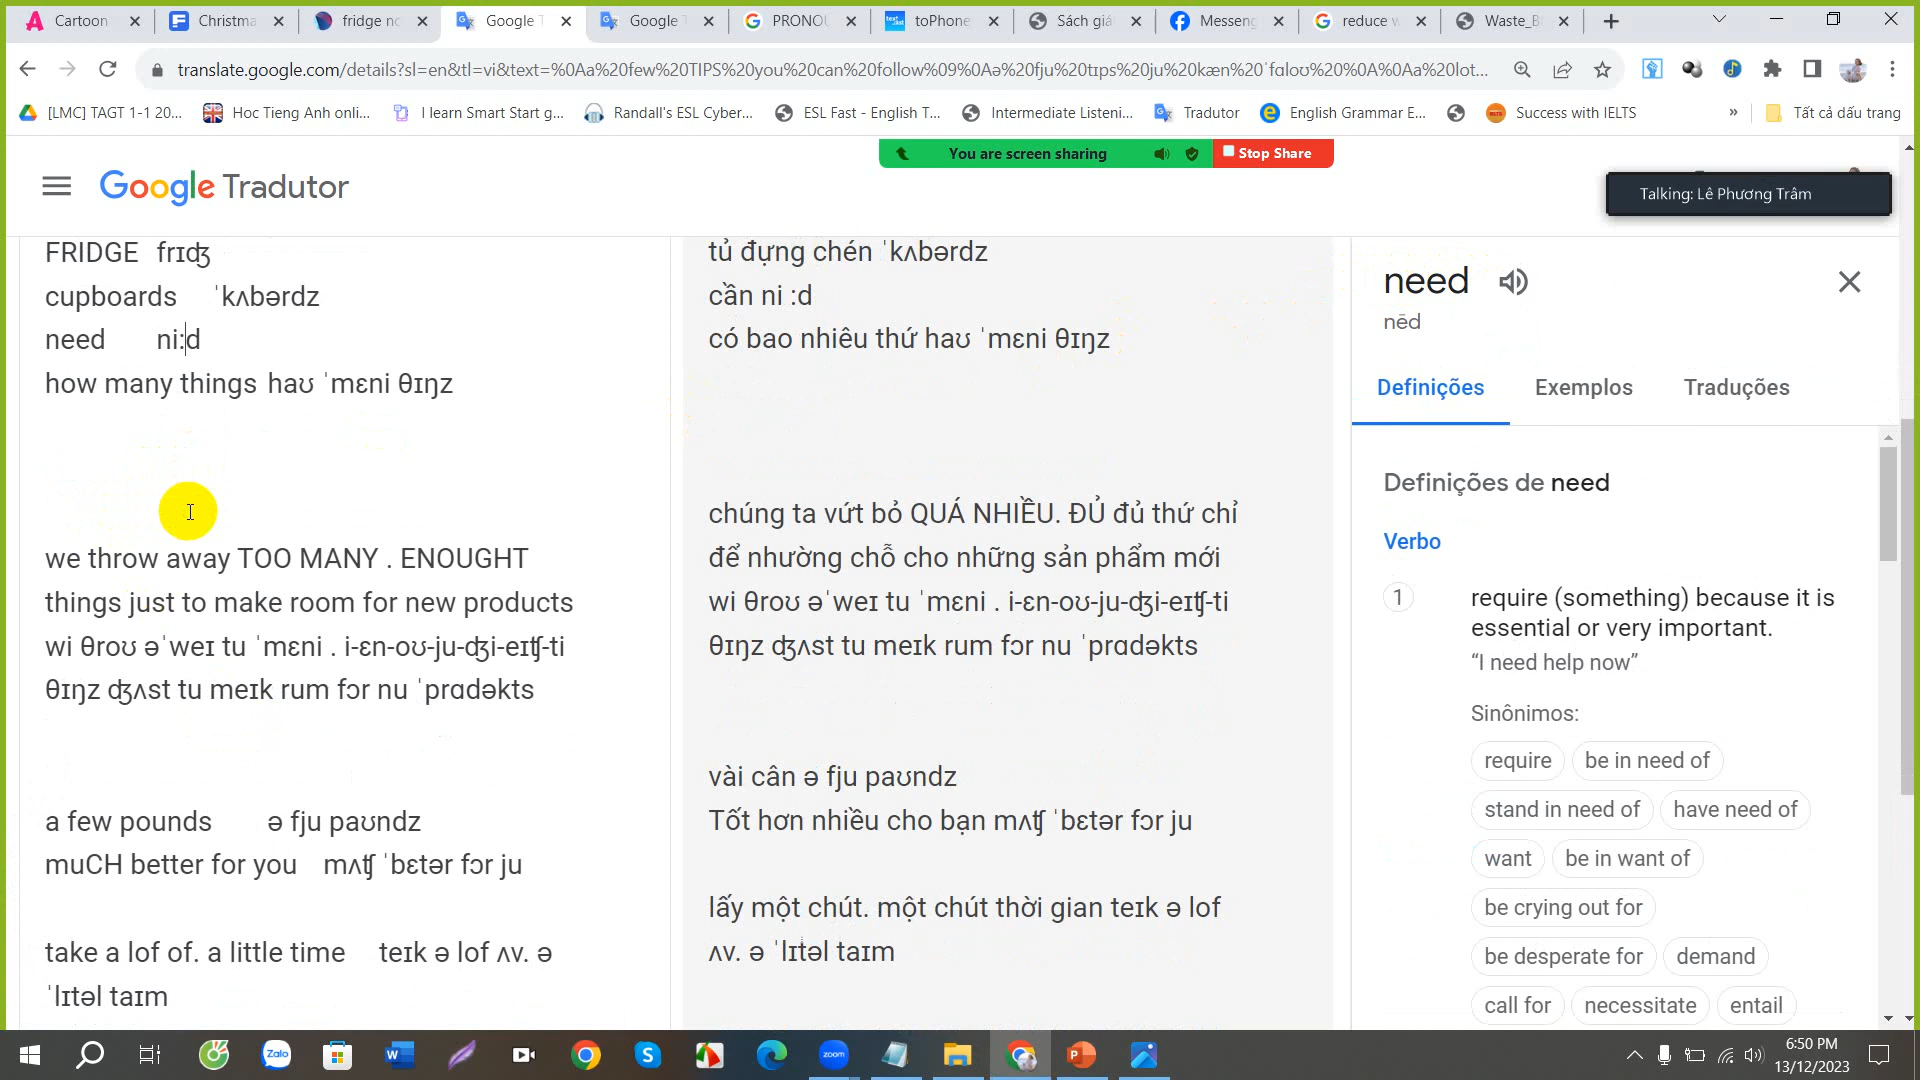 Cartoon
Christma
fridge no
Google T
Google T
PRONOU
toPhone
Sách giá
Messeng
reduce w
Waste_B
translate.google.com/details?sl=en&tl=vi&text=%0Aa%20few%20TIPS%20you%20can%20follow%09%0Aə%20fju%20tɪps%20ju%20kæn%20ˈfɑloʊ%20%0A%0Aa%20lot...
[LMC] TAGT 1-1 20...
Hoc Tieng Anh onli...
I learn Smart Start g...
Randall's ESL Cyber...
ESL Fast - English T...
Intermediate Listeni...
Tradutor
English Grammar E...
Success with IELTS
»
Tất cả dấu trang
You are screen sharing
Stop Share
Google Tradutor
Talking: Lê Phương Trâm
FRIDGE frɪʤ
cupboards ˈkʌbərdz
need ni:d
how many things haʊ ˈmɛni θɪŋz
we throw away TOO MANY . ENOUGHT
things just to make room for new products
wi θroʊ əˈweɪ tu ˈmɛni . i-ɛn-oʊ-ju-ʤi-eɪʧ-ti
θɪŋz ʤʌst tu meɪk rum fɔr nu ˈprɑdəkts
a few pounds ə fju paʊndz
muCH better for you mʌʧ ˈbɛtər fɔr ju
take a lof of. a little time teɪk ə lof ʌv. ə
ˈlɪtəl taɪm
tủ đựng chén ˈkʌbərdz
cần ni :d
có bao nhiêu thứ haʊ ˈmɛni θɪŋz
chúng ta vứt bỏ QUÁ NHIỀU. ĐỦ đủ thứ chỉ
để nhường chỗ cho những sản phẩm mới
wi θroʊ əˈweɪ tu ˈmɛni . i-ɛn-oʊ-ju-ʤi-eɪʧ-ti
θɪŋz ʤʌst tu meɪk rum fɔr nu ˈprɑdəkts
vài cân ə fju paʊndz
Tốt hơn nhiều cho bạn mʌʧ ˈbɛtər fɔr ju
lấy một chút. một chút thời gian teɪk ə lof
ʌv. ə ˈlɪtəl taɪm
need
nēd
Definições
Exemplos
Traduções
Definições de need
Verbo
1
require (something) because it is
essential or very important.
“I need help now”
Sinônimos:
require
be in need of
stand in need of
have need of
want
be in want of
be crying out for
be desperate for
demand
call for
necessitate
entail
Zalo
zoom
6:50 PM
13/12/2023